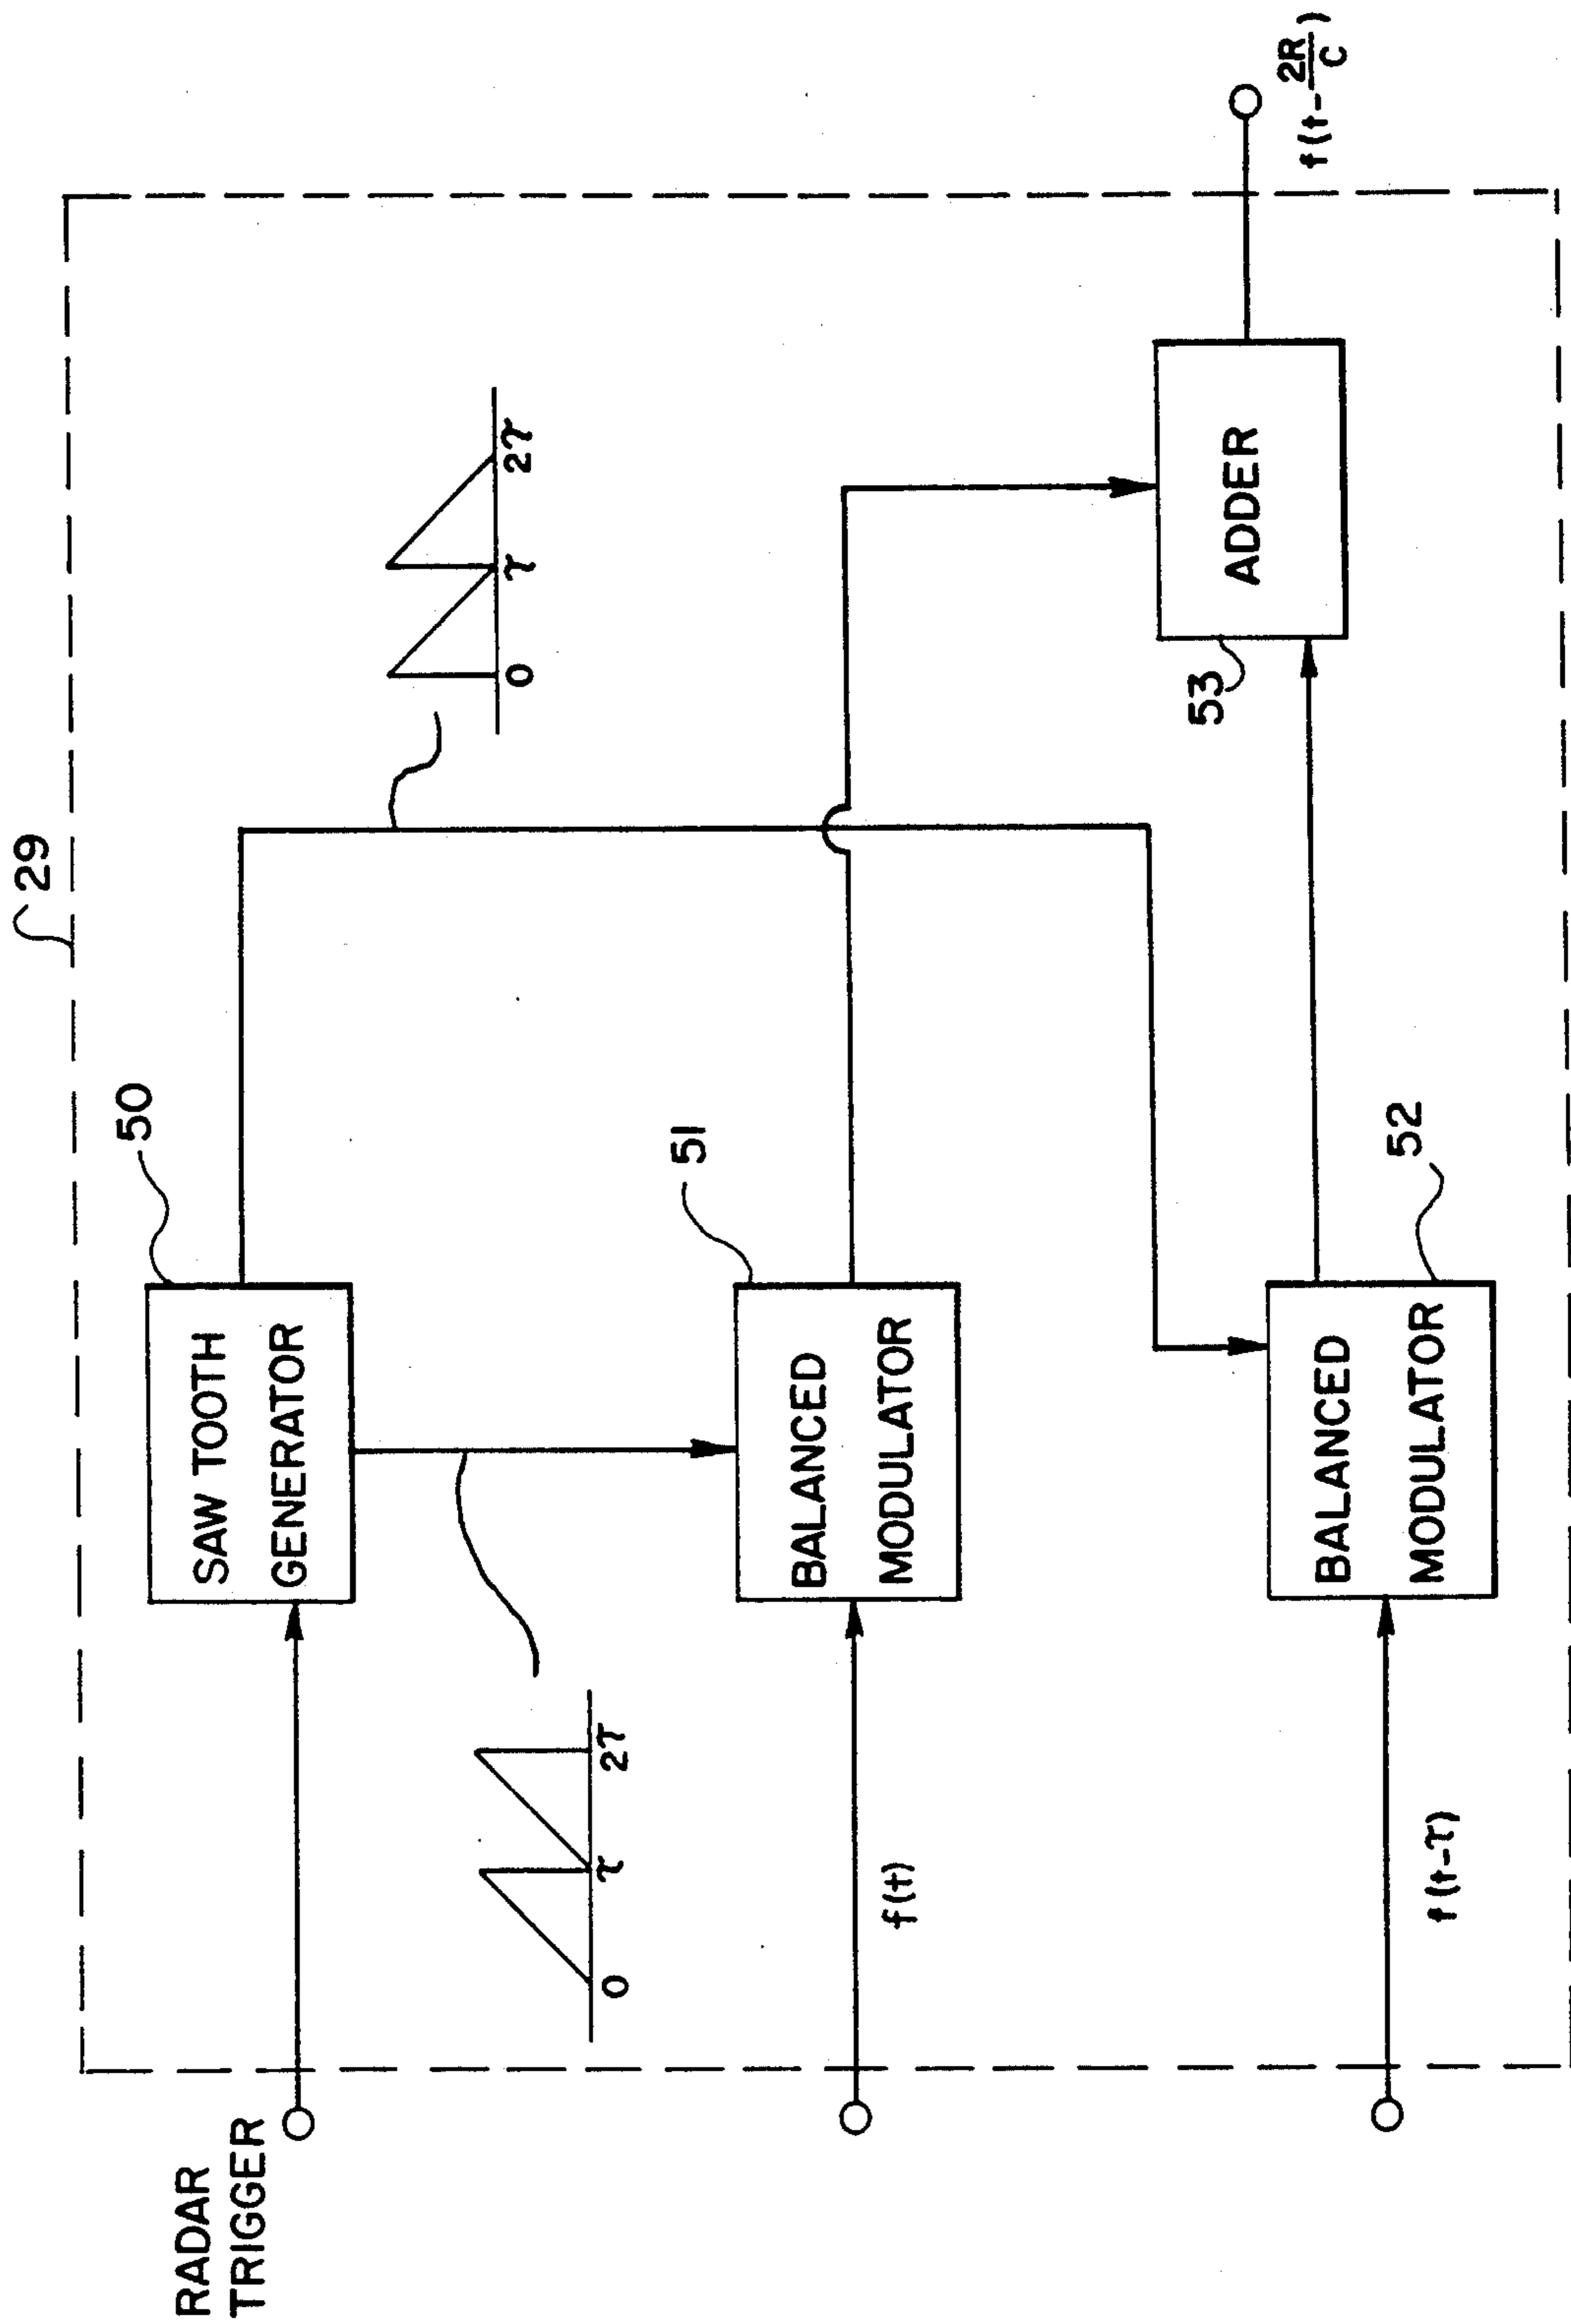 29
RADAR
TRIGGER
SAW TOOTH
GENERATOR
50
0 τ 2τ
0 τ 2τ
f(t)
BALANCED
MODULATOR
51
f(t-τ)
BALANCED
MODULATOR
52
ADDER
53
f(t-2R/C)